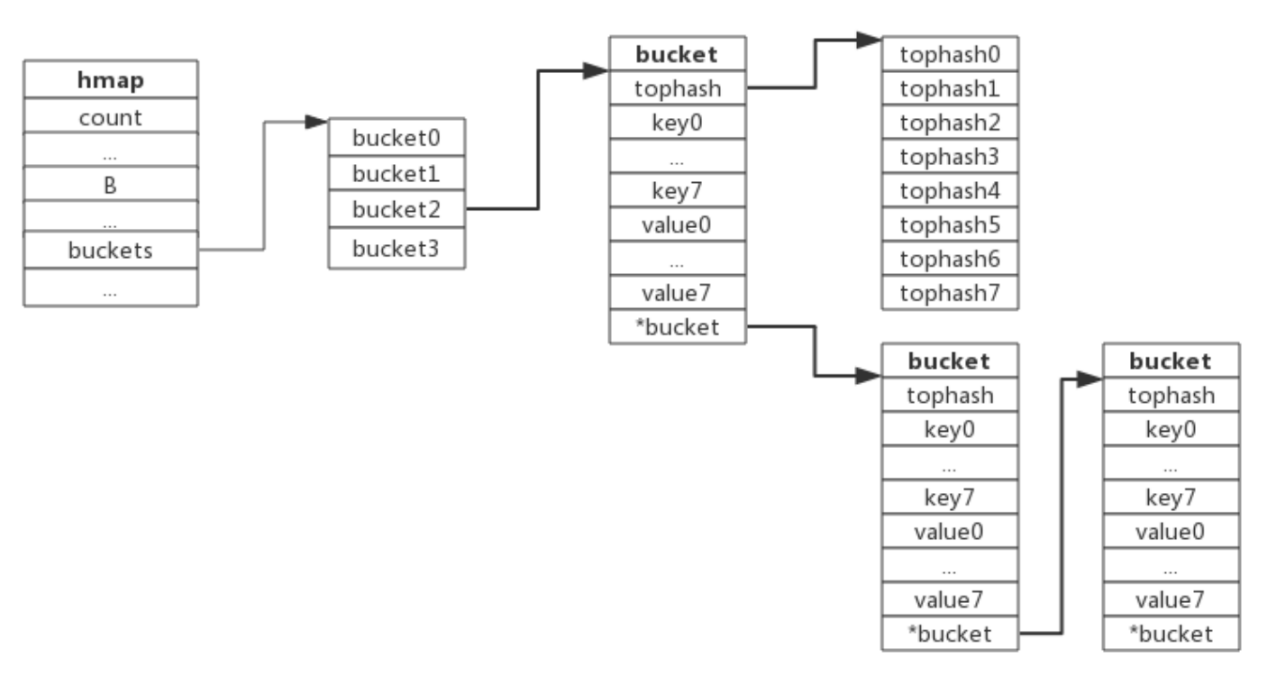 hmap
count
...
B
...
buckets
...
bucket0
bucket1
bucket2
bucket3
bucket
tophash
key0
...
key7
value0
...
value7
*bucket
tophash0
tophash1
tophash2
tophash3
tophash4
tophash5
tophash6
tophash7
bucket
tophash
key0
...
key7
value0
...
value7
*bucket
bucket
tophash
key0
...
key7
value0
...
value7
*bucket